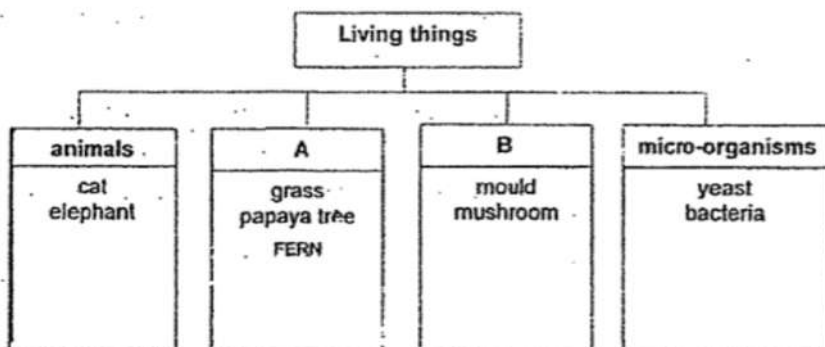 Living things
animals
cat
elephant
A
grass
papaya tree
FERN
B
mould
mushroom
micro-organisms
yeast
bacteria